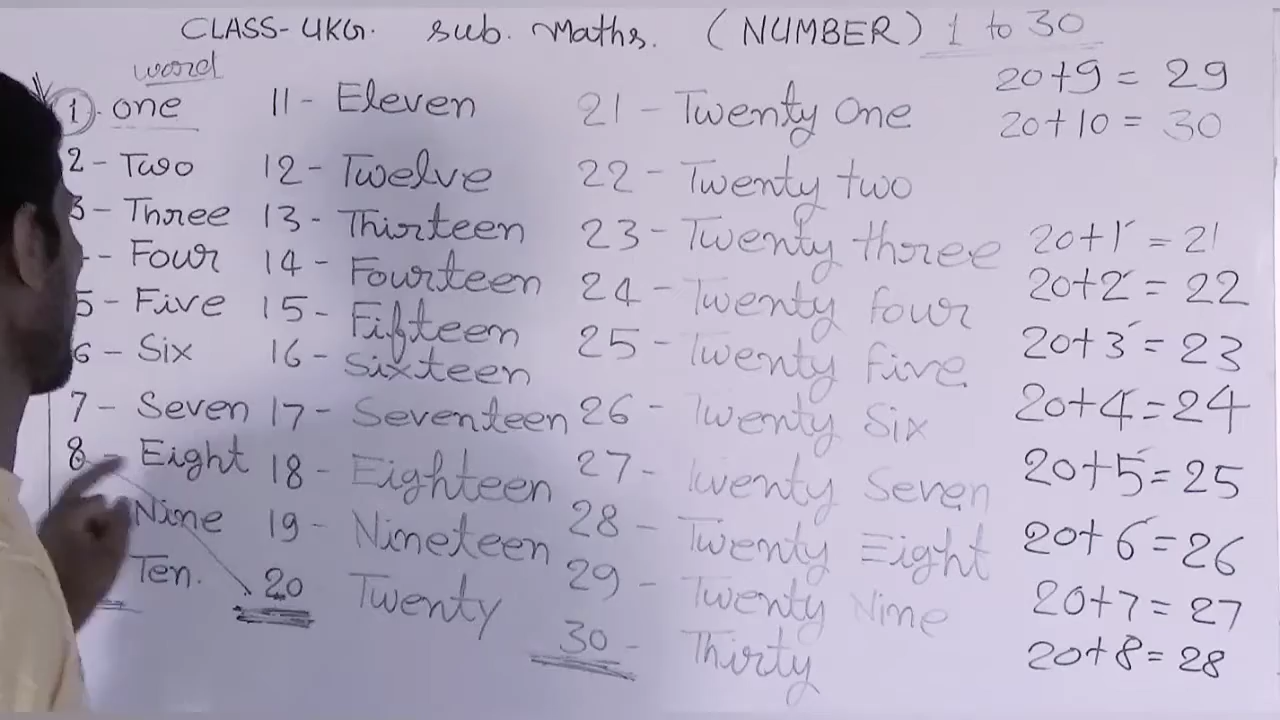 CLASS-UKG. Sub. Maths. (NUMBER) 1 to 30
word
1. one
2 - Two
3 - Three
- Four
5 - Five
6 - Six
7 - Seven
8 - Eight
Nine
Ten.
11 - Eleven
12 - Twelve
13 - Thirteen
14 - Fourteen
15 - Fifteen
16 - Sixteen
17 - Seventeen
18 - Eighteen
19 - Nineteen
20 Twenty
21 - Twenty One
22 - Twenty two
23 - Twenty three
24 - Twenty four
25 - Twenty five
26 - Twenty Six
27 - Twenty Seven
28 - Twenty Eight
29 - Twenty Nine
30 - Thirty
20+9 = 29
20+10 = 30
20+1 = 21
20+2 = 22
20+3 = 23
20+4 = 24
20+5 = 25
20+6 = 26
20+7 = 27
20+8 = 28